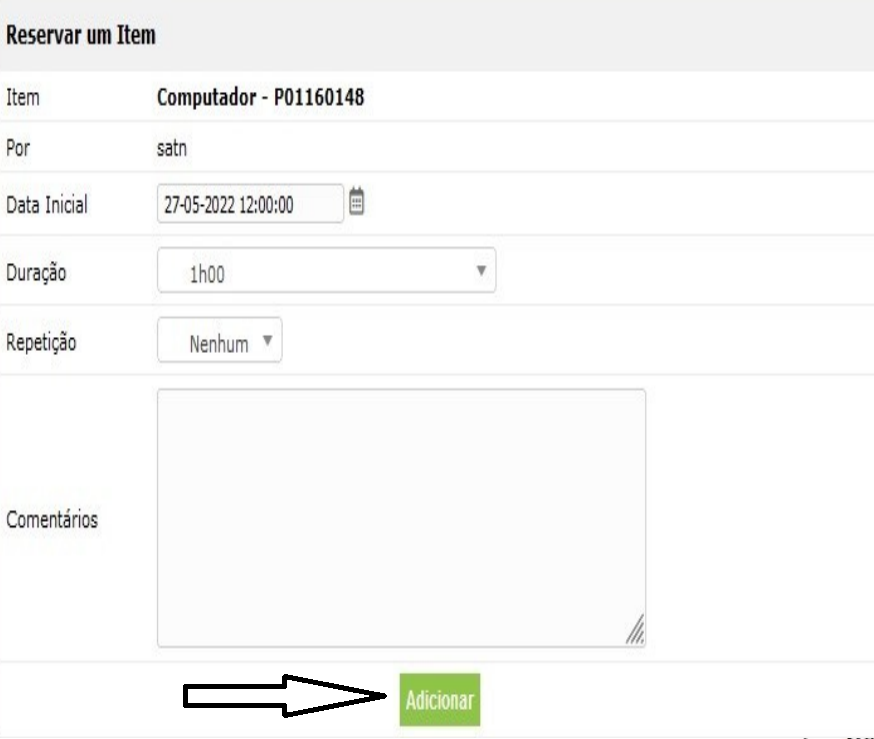 Reservar um Item
Item Computador - P01160148
Por satn
Data Inicial 27-05-2022 12:00:00
Duração 1h00
Repetição Nenhum
Comentários
Adicionar